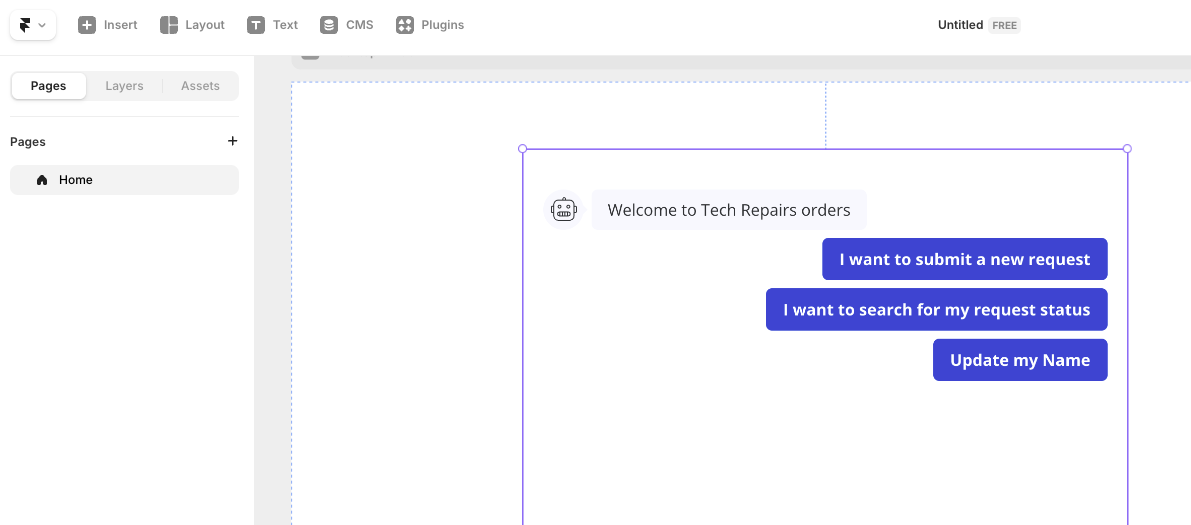 Insert Layout Text CMS Plugins Untitled FREE
Pages Layers Assets
Pages
Home
Welcome to Tech Repairs orders
I want to submit a new request
I want to search for my request status
Update my Name